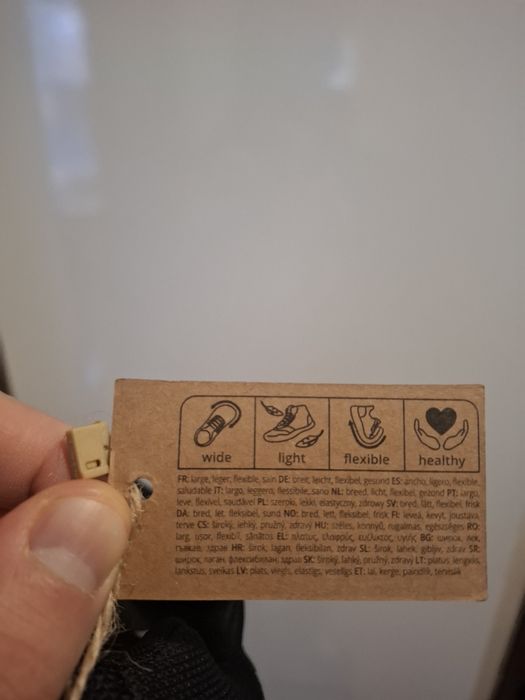 wide light flexible healthy
FR: large, léger, flexible, sain DE: breit, leicht, flexibel, gesund ES: ancho, ligero, flexible,
saludable IT: largo, leggero, flessibile, sano NL: breed, licht, flexibel, gezond PT: largo,
leve, flexível, saudável PL: szeroki, lekki, elastyczny, zdrowy SV: bred, lätt, flexibel, frisk
DA: bred, let, fleksibel, sund NO: bred, lett, fleksibel, frisk FI: leveä, kevyt, joustava,
terve CS: široký, lehký, pružný, zdravý HU: széles, könnyű, rugalmas, egészséges RO:
larg, ușor, flexibil, sănătos EL: πλατύς, ελαφρύς, ευέλικτος, υγιής BG: широк, лек,
гъвкав, здрав HR: širok, lagan, fleksibilan, zdrav SL: širok, lahek, gibljiv, zdrav SR:
широк, лаган, флексибилан, здрав SK: široký, ľahký, pružný, zdravý LT: platus, lengvas,
lankstus, sveikas LV: plats, viegls, elastīgs, veselīgs ET: lai, kerge, paindlik, tervislik